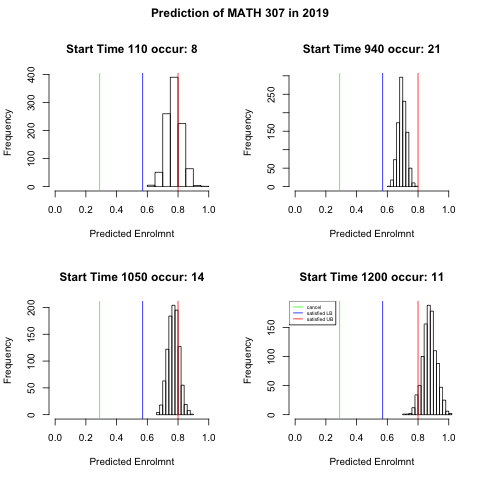 Prediction of MATH 307 in 2019
Start Time 110 occur: 8
Frequency
400
300
200
100
0
0.0 0.2 0.4 0.6 0.8 1.0
Predicted Enrolmnt
Start Time 940 occur: 21
Frequency
250
150
50
0
0.0 0.2 0.4 0.6 0.8 1.0
Predicted Enrolmnt
Start Time 1050 occur: 14
Frequency
200
150
100
50
0
0.0 0.2 0.4 0.6 0.8 1.0
Predicted Enrolmnt
Start Time 1200 occur: 11
cancel
satisfied LB
satisfied UB
Frequency
150
100
50
0
0.0 0.2 0.4 0.6 0.8 1.0
Predicted Enrolmnt